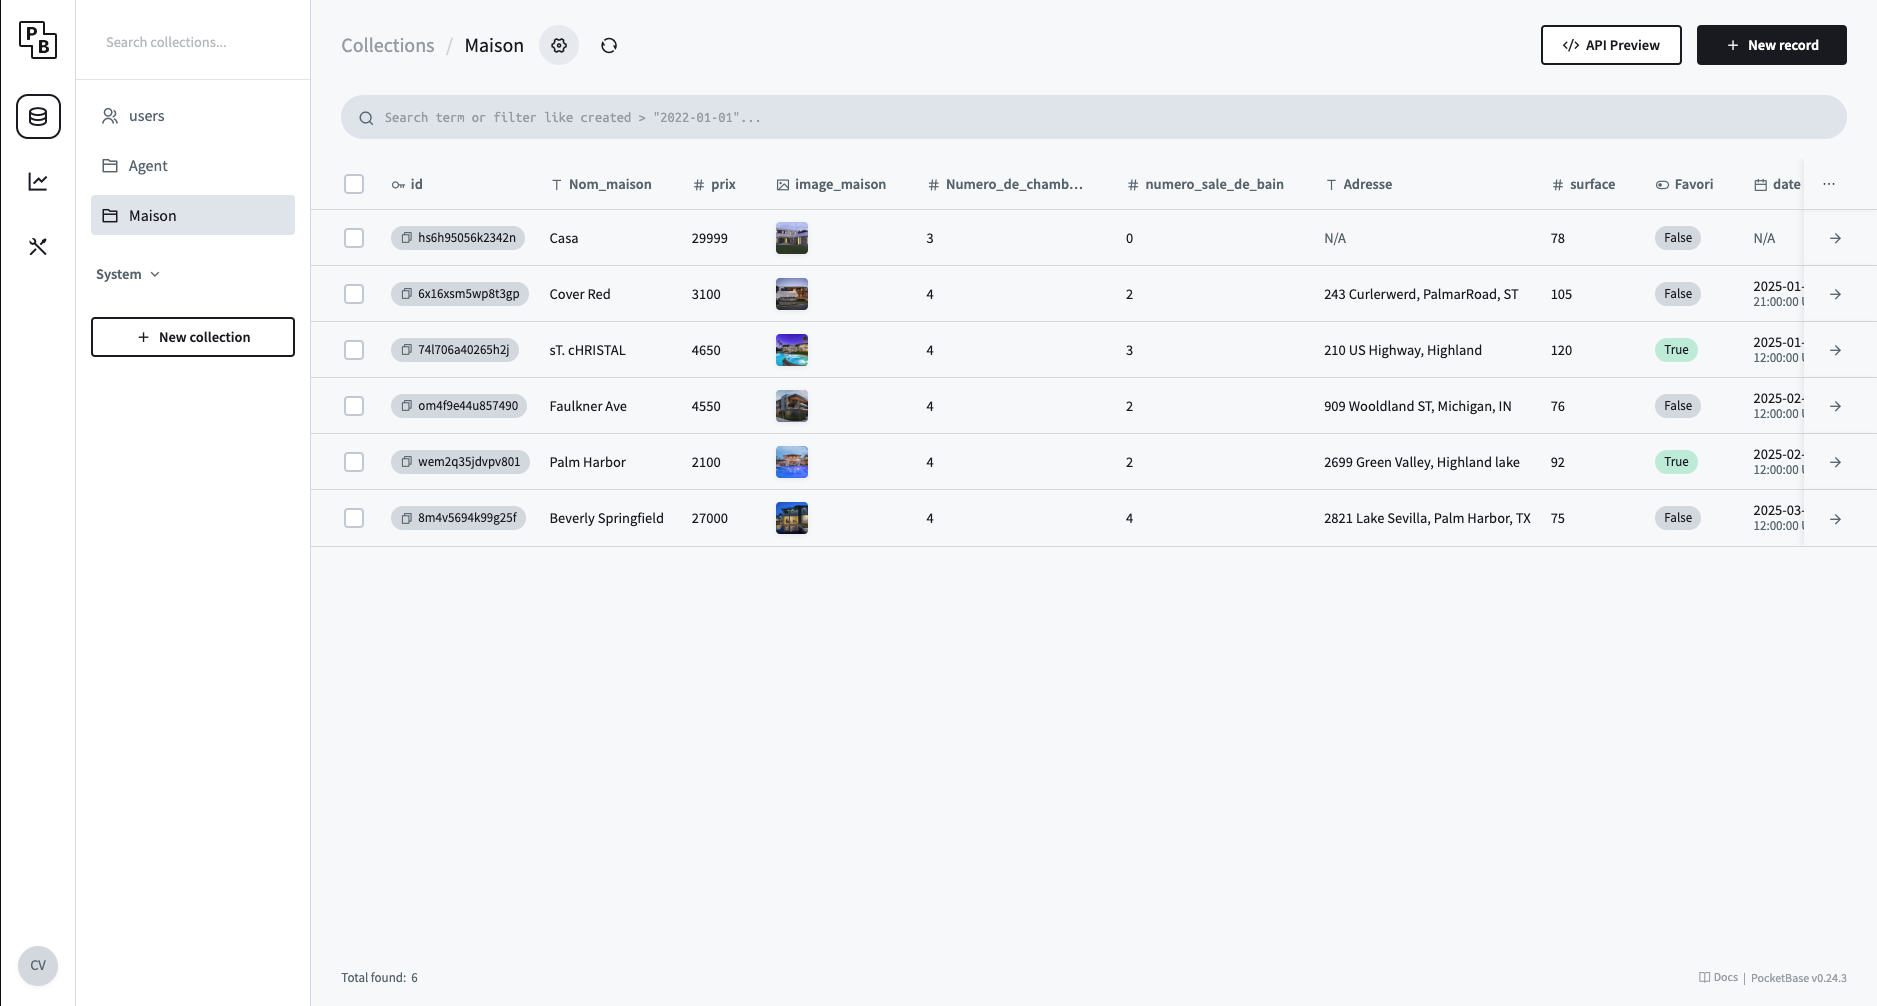 PB
Search collections...
Collections / Maison
API Preview
New record
users
Agent
Maison
System
New collection
Search term or filter like created > "2022-01-01"...
id Nom_maison prix image_maison Numero_de_chamb... numero_sale_de_bain Adresse surface Favori date
hs6h95056k2342n Casa 29999 3 0 N/A 78 False N/A
6x16xsm5wp8t3gp Cover Red 3100 4 2 243 Curlerwerd, PalmarRoad, ST 105 False 2025-01-
21:00:00
74l706a40265h2j sT. cHRISTAL 4650 4 3 210 US Highway, Highland 120 True 2025-01-
12:00:00
om4f9e44u857490 Faulkner Ave 4550 4 2 909 Wooldland ST, Michigan, IN 76 False 2025-02-
12:00:00
wem2q35jdvpv801 Palm Harbor 2100 4 2 2699 Green Valley, Highland lake 92 True 2025-02-
12:00:00
8m4v5694k99g25f Beverly Springfield 27000 4 4 2821 Lake Sevilla, Palm Harbor, TX 75 False 2025-03-
12:00:00
CV
Total found: 6
Docs | PocketBase v0.24.3